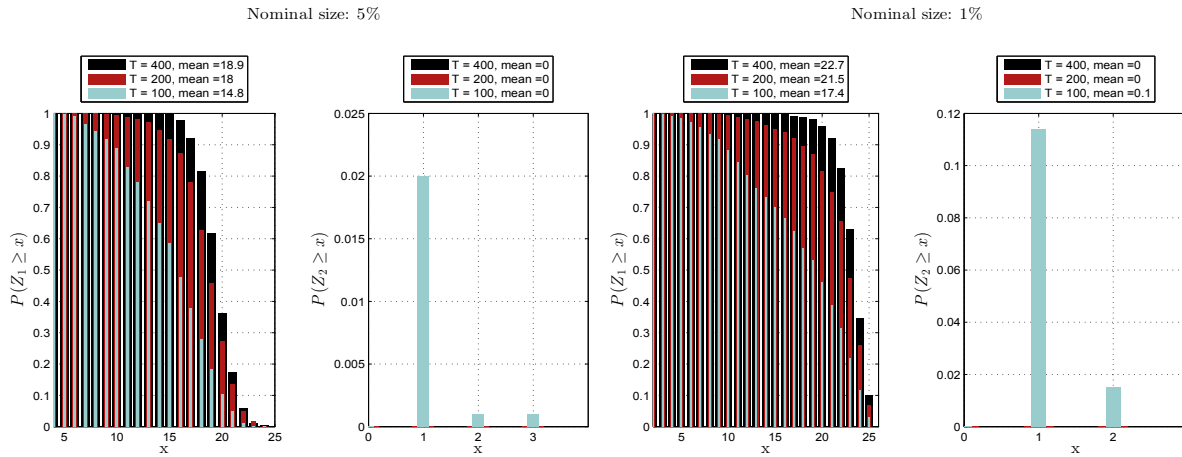 Nominal size: 5%
Nominal size: 1%
T = 400, mean =18.9
T = 200, mean =18
T = 100, mean =14.8
T = 400, mean =0
T = 200, mean =0
T = 100, mean =0
T = 400, mean =22.7
T = 200, mean =21.5
T = 100, mean =17.4
T = 400, mean =0
T = 200, mean =0
T = 100, mean =0.1
P(Z₁ ≥ x)
1
0.9
0.8
0.7
0.6
0.5
0.4
0.3
0.2
0.1
0
5 10 15 20 25
x
P(Z₂ ≥ x)
0.025
0.02
0.015
0.01
0.005
0
0 1 2 3
x
P(Z₁ ≥ x)
1
0.9
0.8
0.7
0.6
0.5
0.4
0.3
0.2
0.1
0
5 10 15 20 25
x
P(Z₂ ≥ x)
0.12
0.1
0.08
0.06
0.04
0.02
0
0 1 2
x